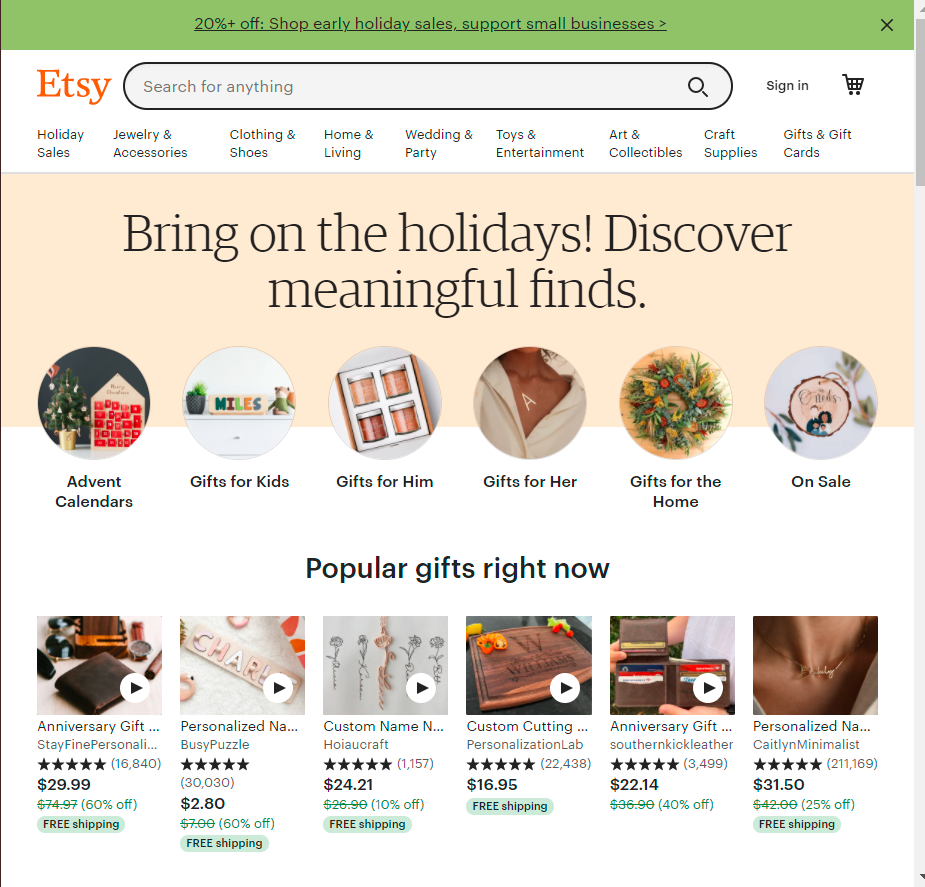 20%+ off: Shop early holiday sales, support small businesses >
Etsy
Search for anything
Sign in
Holiday Sales
Jewelry & Accessories
Clothing & Shoes
Home & Living
Wedding & Party
Toys & Entertainment
Art & Collectibles
Craft Supplies
Gifts & Gift Cards
Bring on the holidays! Discover
meaningful finds.
MILES
A
Advent
Calendars
Gifts for Kids
Gifts for Him
Gifts for Her
Gifts for the
Home
On Sale
Popular gifts right now
WILLIAMS
Anniversary Gift ...
StayFinePersonali...
(16,840)
$29.99
$74.97 (60% off)
FREE shipping
Personalized Na...
BusyPuzzle
(30,030)
$2.80
$7.00 (60% off)
FREE shipping
Custom Name N...
Hoiaucraft
(1,157)
$24.21
$26.90 (10% off)
FREE shipping
Custom Cutting ...
PersonalizationLab
(22,438)
$16.95
FREE shipping
Anniversary Gift ...
southernkickleather
(3,499)
$22.14
$36.90 (40% off)
Personalized Na...
CaitlynMinimalist
(211,169)
$31.50
$42.00 (25% off)
FREE shipping